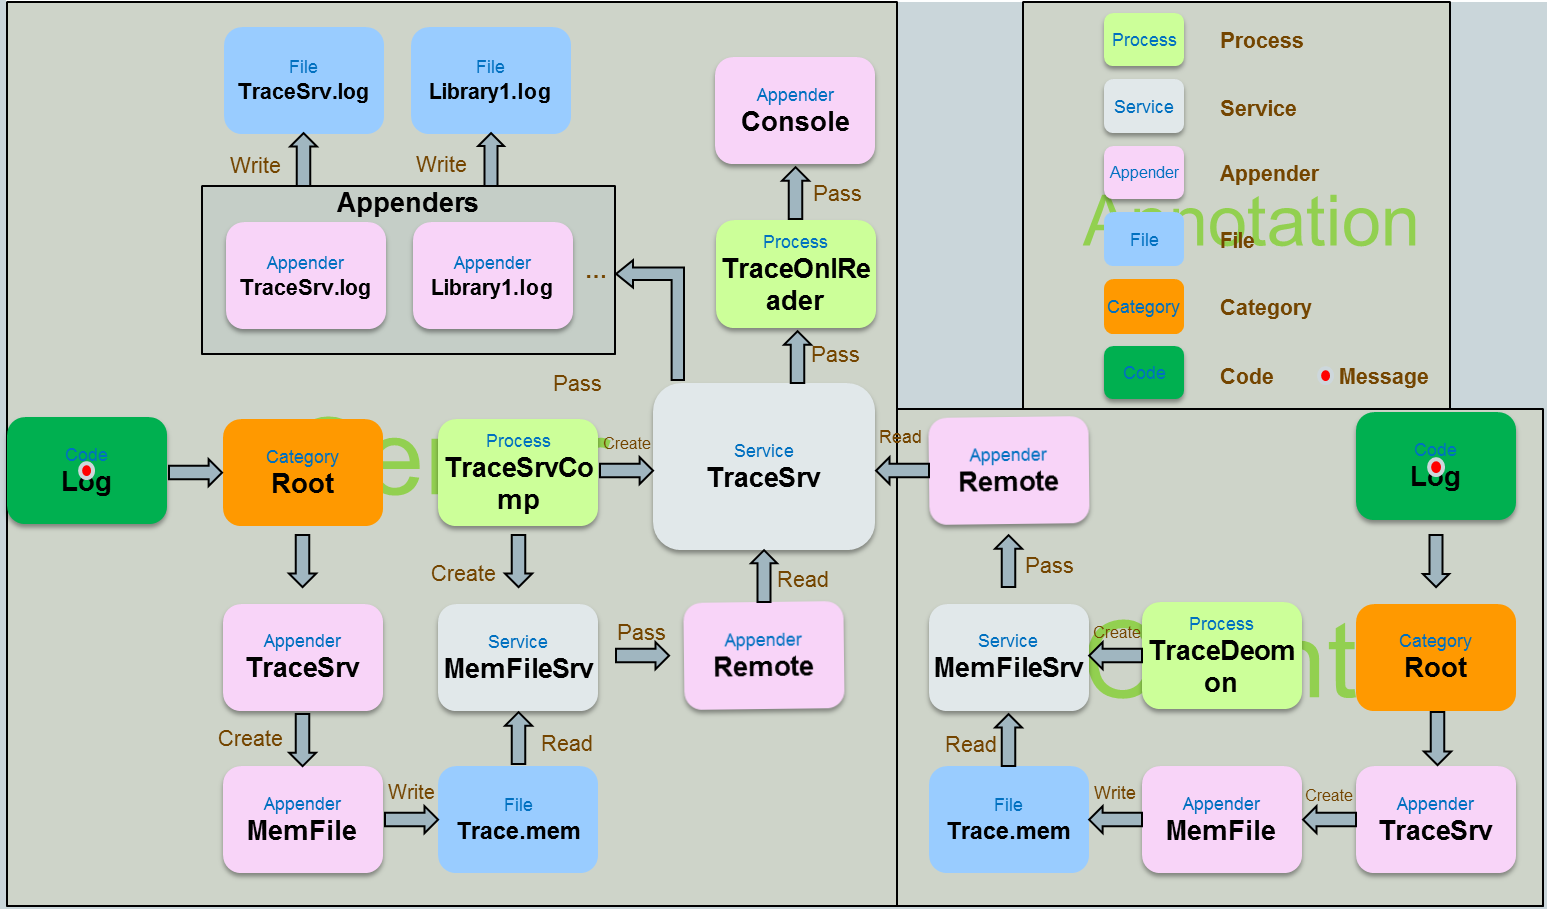 File
TraceSrv.log
File
Library1.log
Write
Write
Appenders
Appender
TraceSrv.log
Appender
Library1.log
...
Appender
Console
Pass
Process
TraceOnlRe
ader
Pass
Pass
Code
Log
Category
Root
Process
TraceSrvCo
mp
Create
Service
TraceSrv
Create
Read
Appender
TraceSrv
Service
MemFileSrv
Pass
Appender
Remote
Create
Read
Appender
MemFile
Write
File
Trace.mem
Process
Process
Service
Service
Appender
Appender
Annotation
File
File
Category
Category
Code
Code
Message
Read
Appender
Remote
Code
Log
Pass
Service
MemFileSrv
Create
Process
TraceDeomon
Category
Root
Read
File
Trace.mem
Write
Appender
MemFile
Create
Appender
TraceSrv